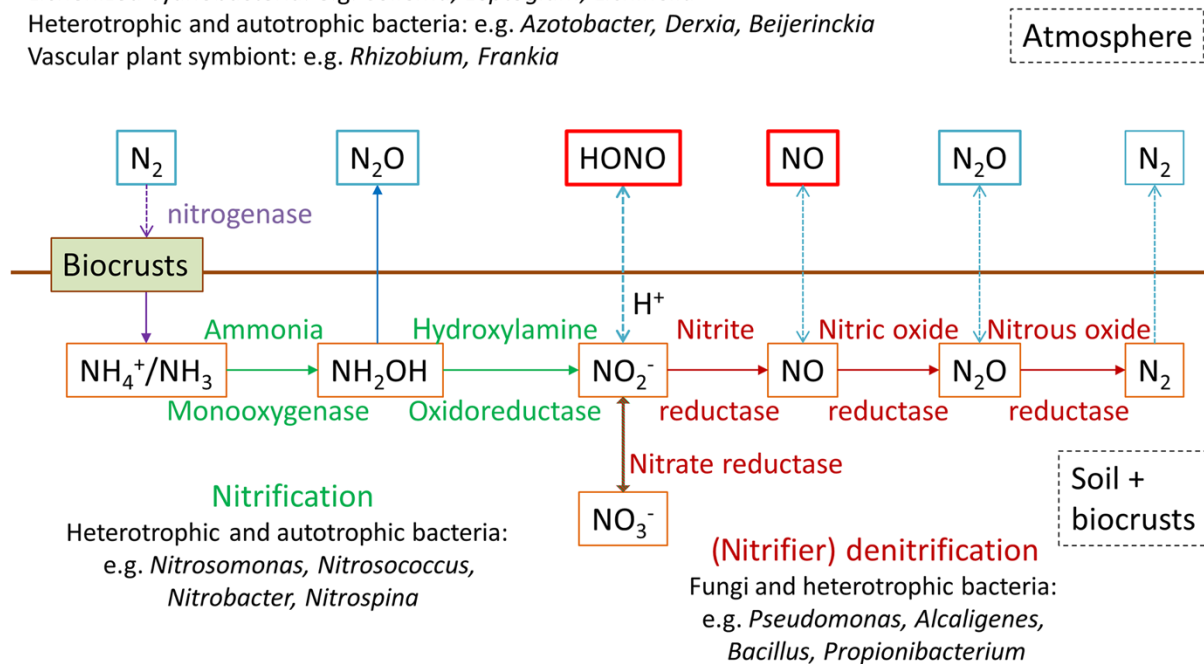 Heterotrophic and autotrophic bacteria: e.g. Azotobacter, Derxia, Beijerinckia
Vascular plant symbiont: e.g. Rhizobium, Frankia
Atmosphere
N₂
N₂O
HONO
NO
N₂O
N₂
nitrogenase
Biocrusts
H⁺
Ammonia
Hydroxylamine
Nitrite
Nitric oxide
Nitrous oxide
NH₄⁺/NH₃
NH₂OH
NO₂⁻
NO
N₂O
N₂
Monooxygenase
Oxidoreductase
reductase
reductase
reductase
Nitrate reductase
NO₃⁻
Soil +
biocrusts
Nitrification
Heterotrophic and autotrophic bacteria:
e.g. Nitrosomonas, Nitrosococcus,
Nitrobacter, Nitrospina
(Nitrifier) denitrification
Fungi and heterotrophic bacteria:
e.g. Pseudomonas, Alcaligenes,
Bacillus, Propionibacterium